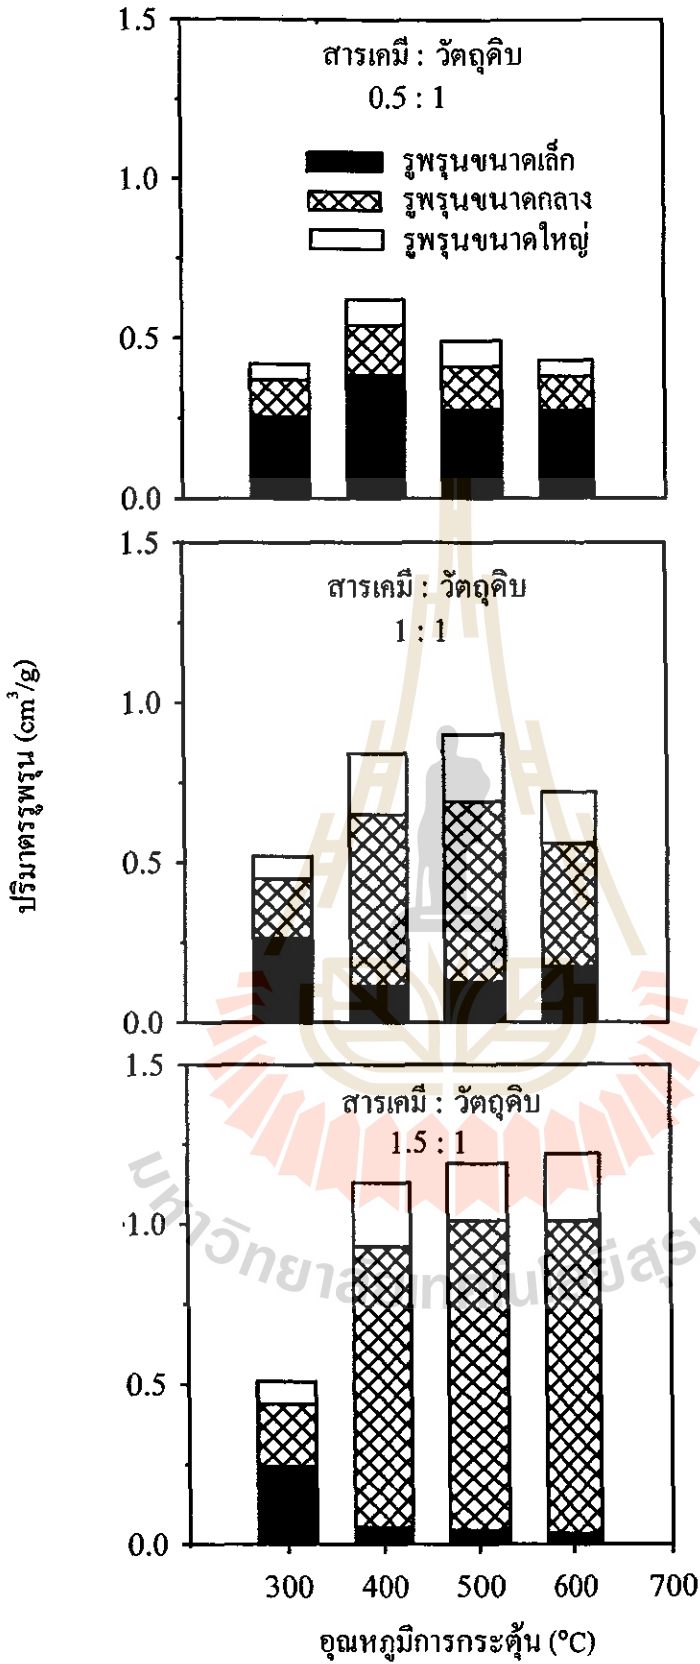 1.5
สารเคมี : วัตถุดิบ
0.5 : 1
รูพรุนขนาดเล็ก
1.0
รูพรุนขนาดกลาง
รูพรุนขนาดใหญ่
0.5
0.0
1.5
สารเคมี : วัตถุดิบ
1 : 1
1.0
0.5
0.0
ปริมาตรรูพรุน (cm³/g)
1.5
สารเคมี : วัตถุดิบ
1.5 : 1
1.0
0.5
0.0
300 400 500 600 700
อุณหภูมิการกระตุ้น (°C)